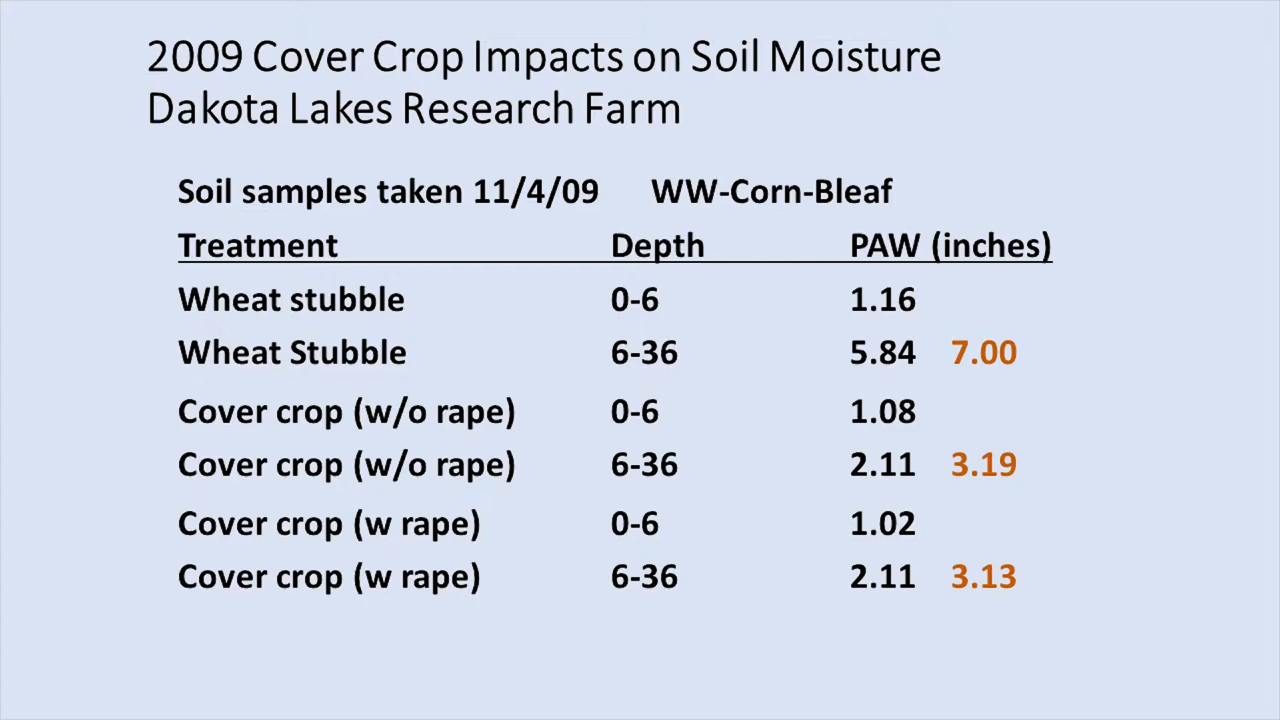 2009 Cover Crop Impacts on Soil Moisture
Dakota Lakes Research Farm
Soil samples taken 11/4/09 WW-Corn-Bleaf
Treatment Depth PAW (inches)
Wheat stubble 0-6 1.16
Wheat Stubble 6-36 5.84 7.00
Cover crop (w/o rape) 0-6 1.08
Cover crop (w/o rape) 6-36 2.11 3.19
Cover crop (w rape) 0-6 1.02
Cover crop (w rape) 6-36 2.11 3.13